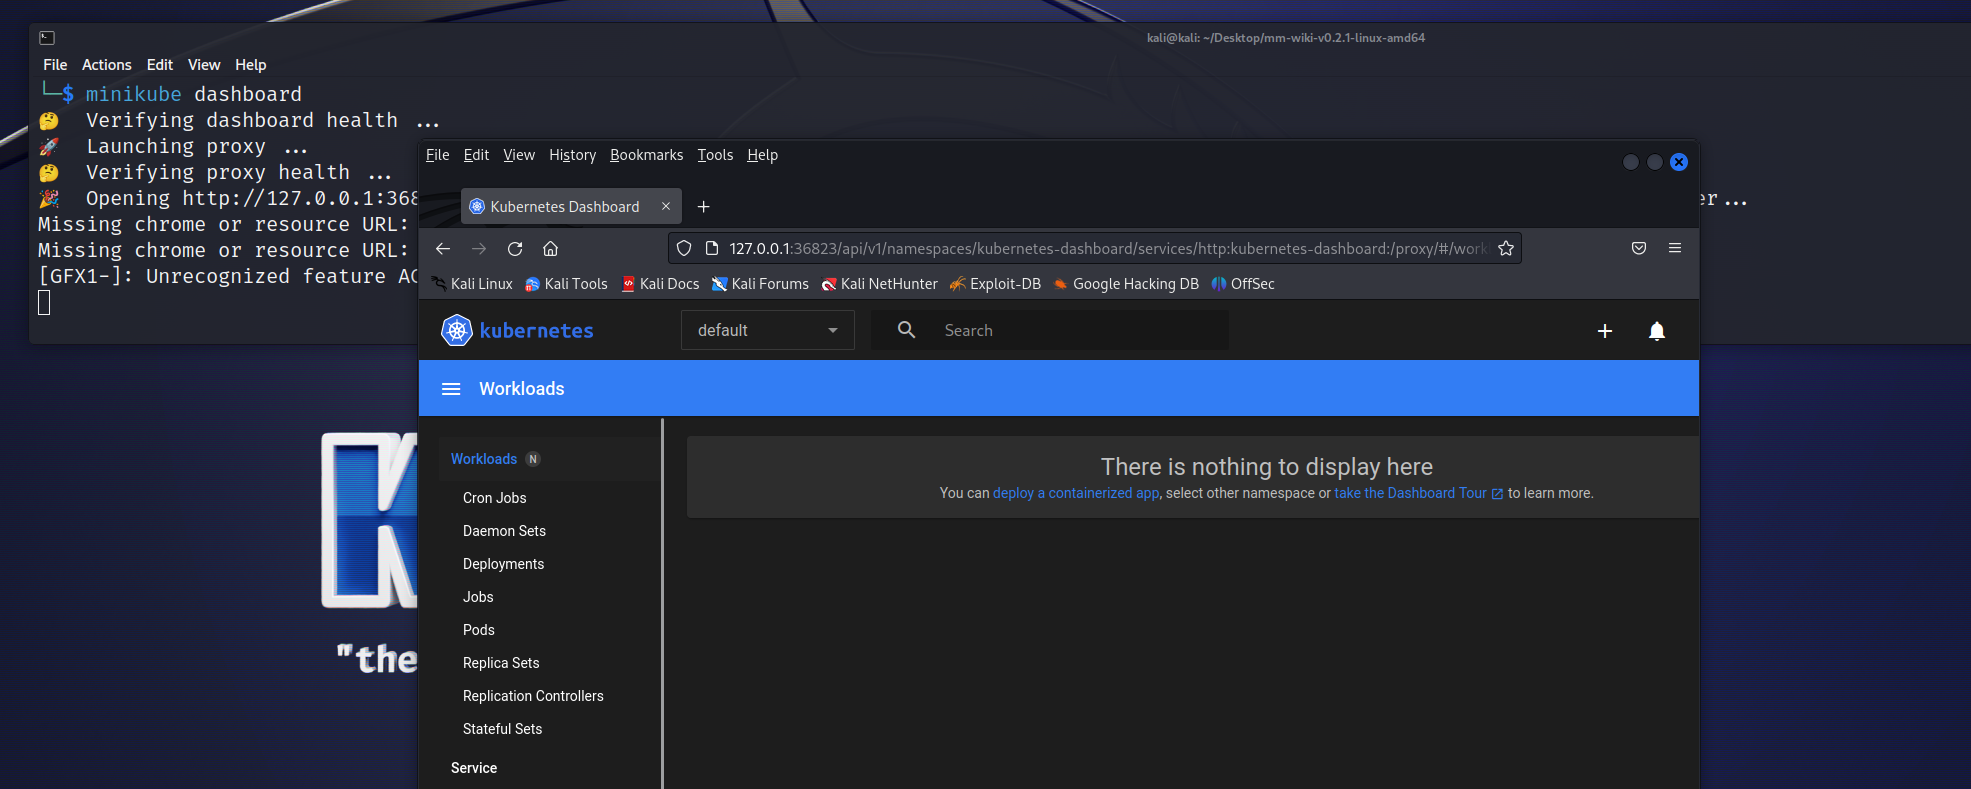 kali@kali: ~/Desktop/mm-wiki-v0.2.1-linux-amd64
File Actions Edit View Help
└─$ minikube dashboard
🤔 Verifying dashboard health ...
🚀 Launching proxy ...
🤔 Verifying proxy health ...
🎉 Opening http://127.0.0.1:368
er...
Missing chrome or resource URL:
Missing chrome or resource URL:
[GFX1-]: Unrecognized feature AC
File Edit View History Bookmarks Tools Help
Kubernetes Dashboard
127.0.0.1:36823/api/v1/namespaces/kubernetes-dashboard/services/http:kubernetes-dashboard:/proxy/#/work
Kali Linux Kali Tools Kali Docs Kali Forums Kali NetHunter Exploit-DB Google Hacking DB OffSec
kubernetes default Search
Workloads
Workloads N
Cron Jobs
Daemon Sets
Deployments
Jobs
Pods
Replica Sets
Replication Controllers
Stateful Sets
Service
There is nothing to display here
You can deploy a containerized app, select other namespace or take the Dashboard Tour to learn more.
K
"the